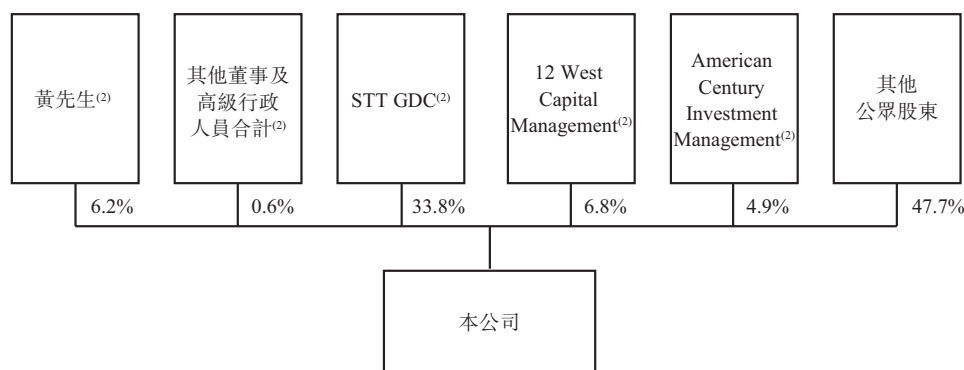 黃先生(2)
其他董事及
高級行政
人員合計(2)
STT GDC(2)
12 West
Capital
Management(2)
American
Century
Investment
Management(2)
其他
公眾股東
6.2%
0.6%
33.8%
6.8%
4.9%
47.7%
本公司